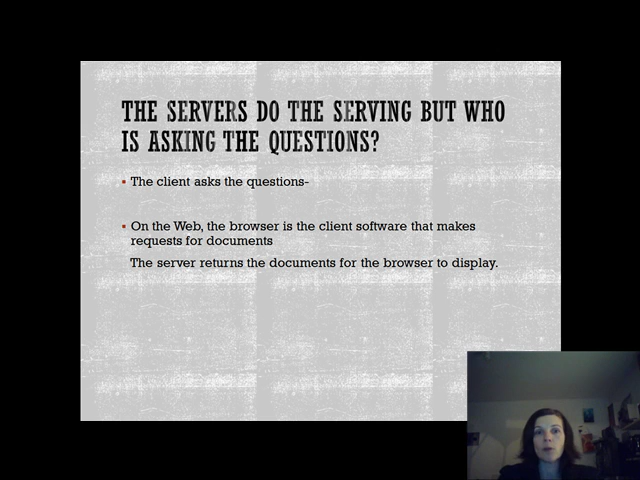 THE SERVERS DO THE SERVING BUT WHO
IS ASKING THE QUESTIONS?
The client asks the questions-
On the Web, the browser is the client software that makes
requests for documents
The server returns the documents for the browser to display.